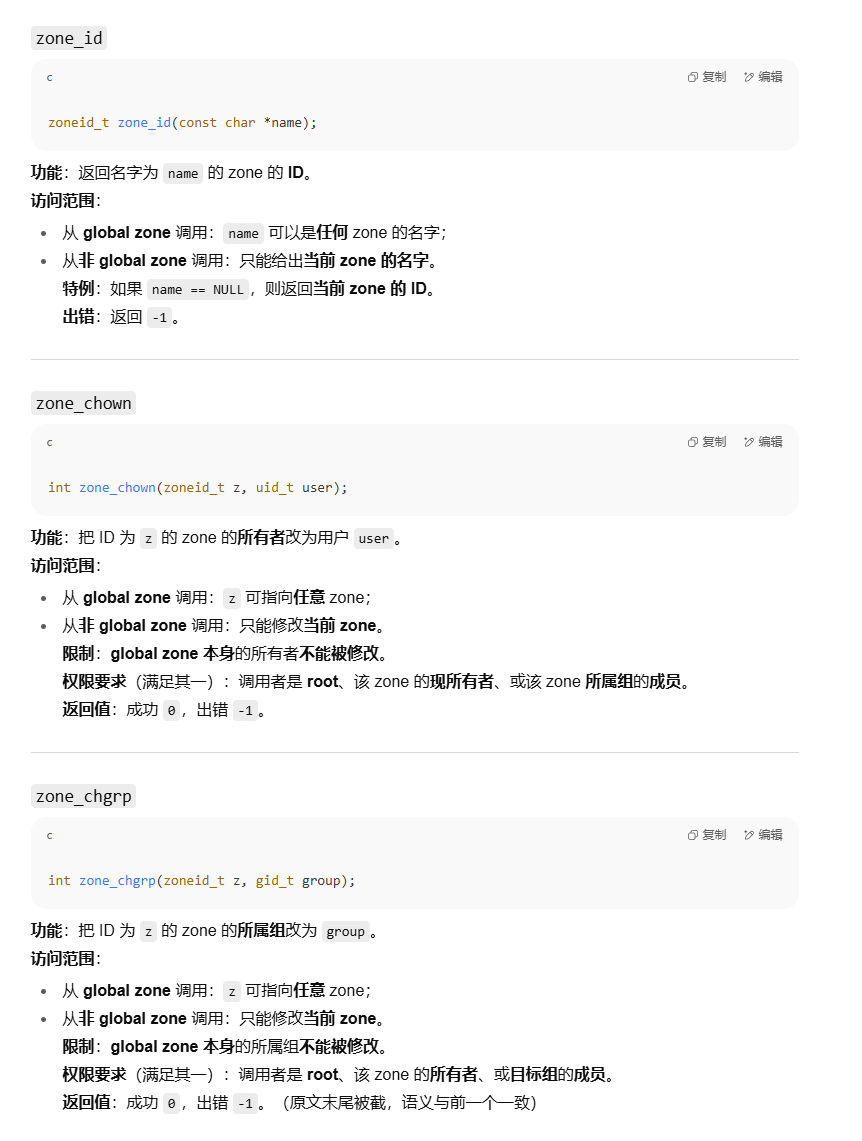 zone_id
c 复制 编辑
zoneid_t zone_id(const char *name);
功能：返回名字为 name 的 zone 的 ID。
访问范围：
• 从 global zone 调用：name 可以是任何 zone 的名字；
• 从非 global zone 调用：只能给出当前 zone 的名字。
特例：如果 name == NULL，则返回当前 zone 的 ID。
出错：返回 -1。
zone_chown
c 复制 编辑
int zone_chown(zoneid_t z, uid_t user);
功能：把 ID 为 z 的 zone 的所有者改为用户 user。
访问范围：
• 从 global zone 调用：z 可指向任意 zone；
• 从非 global zone 调用：只能修改当前 zone。
限制：global zone 本身的所有者不能被修改。
权限要求（满足其一）：调用者是 root、该 zone 的现所有者、或该 zone 所属组的成员。
返回值：成功 0，出错 -1。
zone_chgrp
c 复制 编辑
int zone_chgrp(zoneid_t z, gid_t group);
功能：把 ID 为 z 的 zone 的所属组改为 group。
访问范围：
• 从 global zone 调用：z 可指向任意 zone；
• 从非 global zone 调用：只能修改当前 zone。
限制：global zone 本身的所属组不能被修改。
权限要求（满足其一）：调用者是 root、该 zone 的所有者、或目标组的成员。
返回值：成功 0，出错 -1。（原文末尾被截，语义与前一个一致）